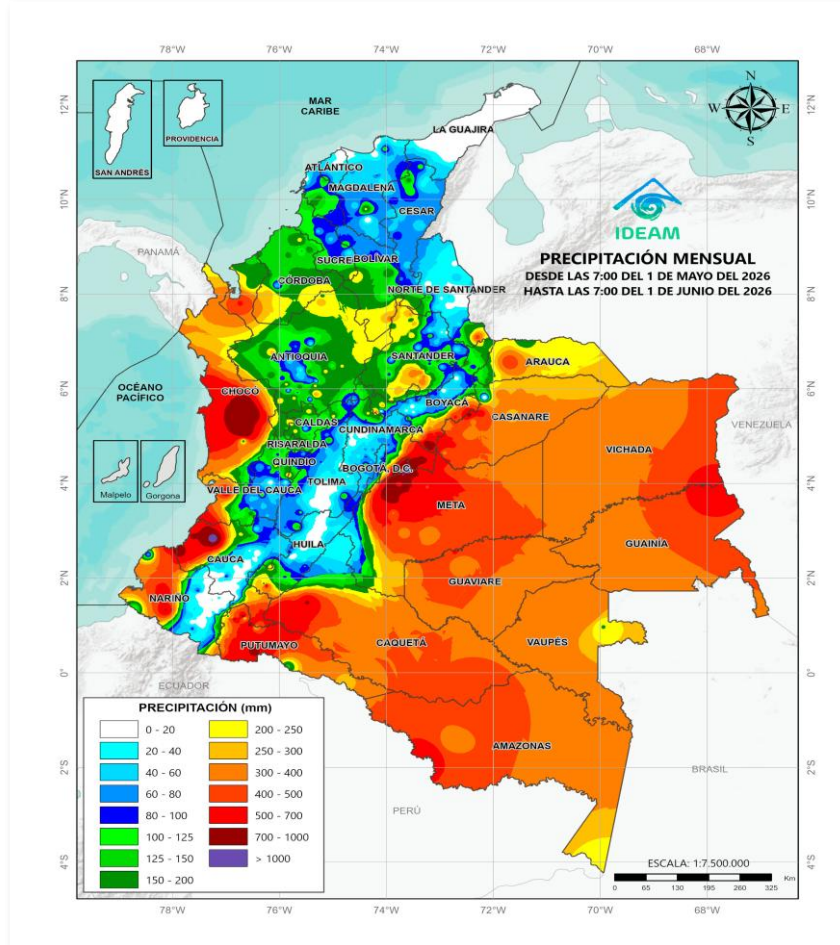 78°W 76°W 74°W 72°W 70°W 68°W
12°N
10°N
8°N
6°N
4°N
2°N
0°
2°S
4°S
N
W E
S
SAN ANDRÉS
PROVIDENCIA
MAR
CARIBE
LA GUAJIRA
IDEAM
PRECIPITACIÓN MENSUAL
DESDE LAS 7:00 DEL 1 DE MAYO DEL 2026
HASTA LAS 7:00 DEL 1 DE JUNIO DEL 2026
ATLÁNTICO
MAGDALENA
CESAR
PANAMÁ
SUCRE
BOLÍVAR
CÓRDOBA
NORTE DE SANTANDER
ANTIOQUIA
SANTANDER
ARAUCA
OCÉANO
PACÍFICO
CHOCÓ
BOYACÁ
CASANARE
CALDAS
CUNDINAMARCA
VICHADA
VENEZUELA
RISARALDA
QUINDÍO
BOGOTÁ, D.C.
TOLIMA
VALLE DEL CAUCA
META
Malpelo
Gorgona
HUILA
GUAINÍA
CAUCA
GUAVIARE
NARIÑO
PUTUMAYO
CAQUETÁ
VAUPÉS
ECUADOR
AMAZONAS
BRASIL
PERÚ
PRECIPITACIÓN (mm)
0 - 20
20 - 40
40 - 60
60 - 80
80 - 100
100 - 125
125 - 150
150 - 200
200 - 250
250 - 300
300 - 400
400 - 500
500 - 700
700 - 1000
> 1000
ESCALA: 1:7.500.000
0 65 130 195 260 325 Km
78°W 76°W 74°W 72°W 70°W 68°W